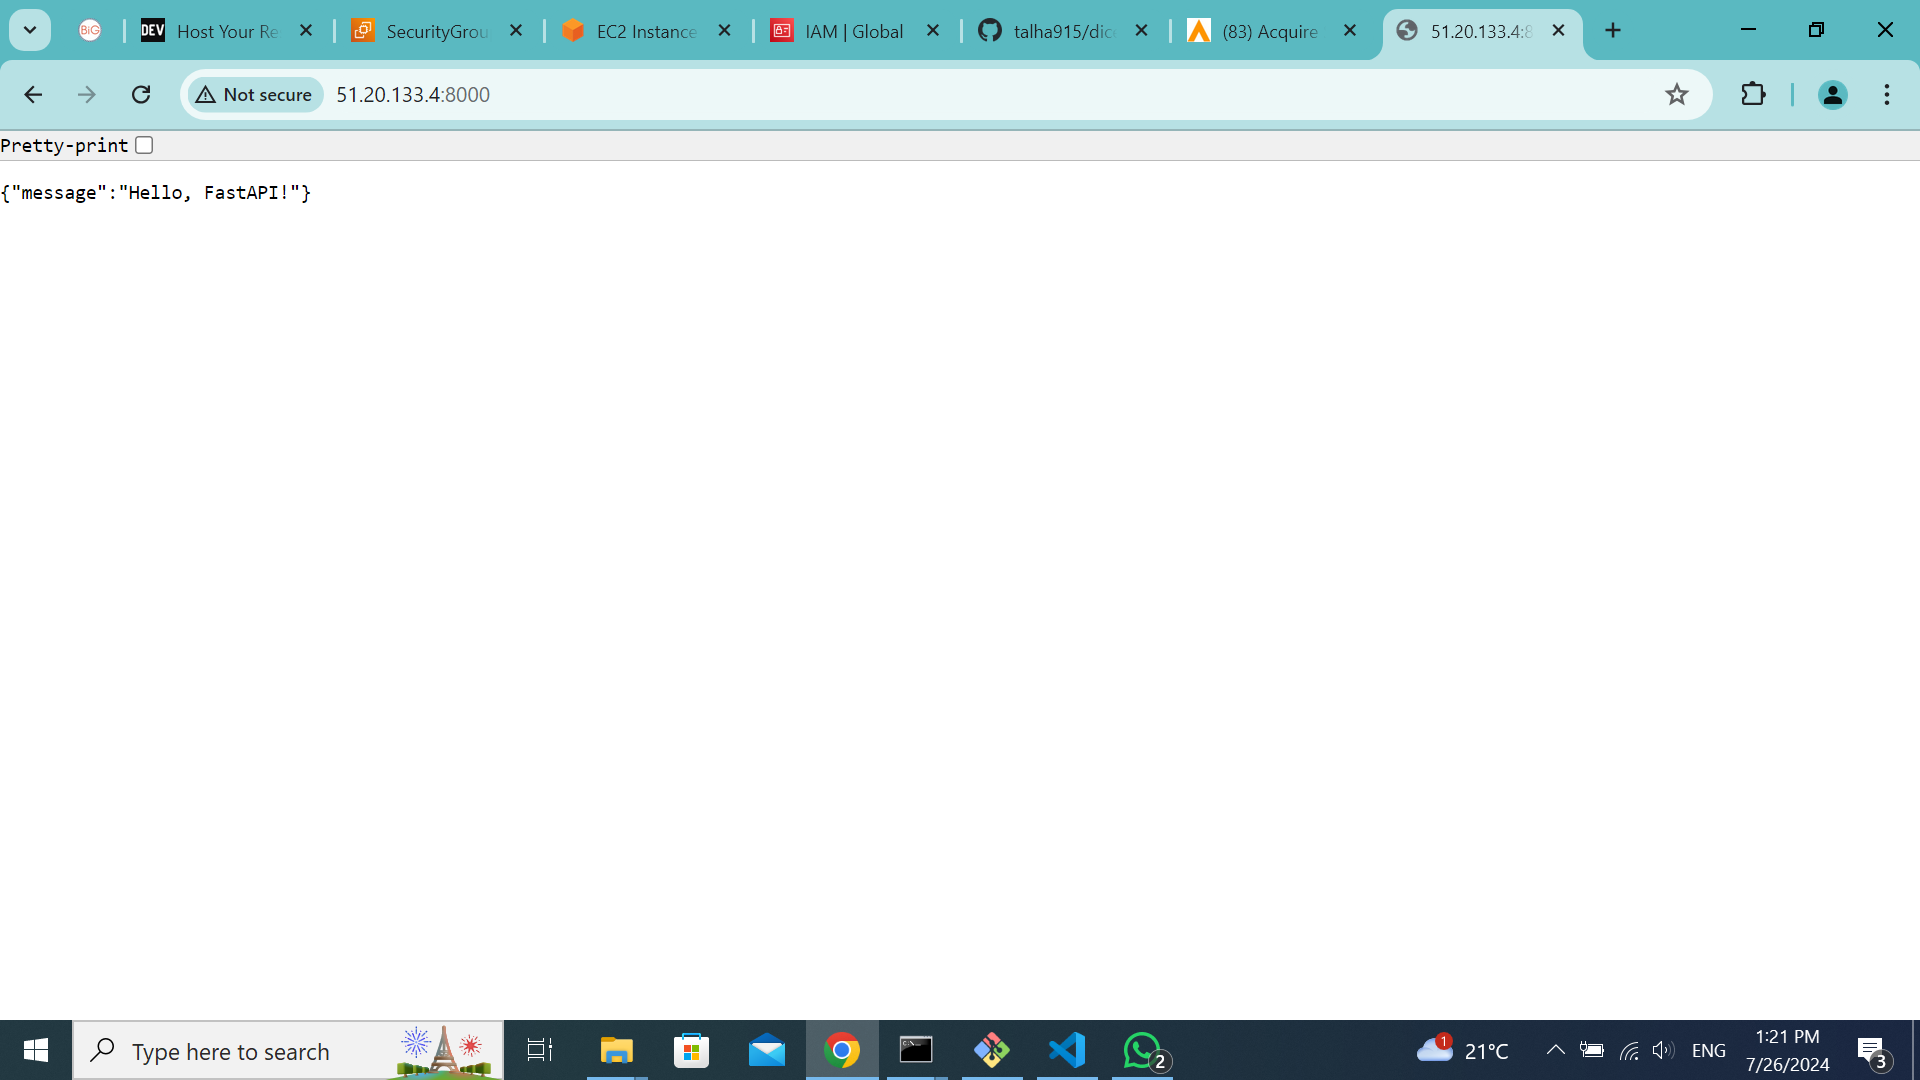 BiG
DEV Host Your Re
SecurityGrou
EC2 Instance
IAM | Global
talha915/dic
(83) Acquire
51.20.133.4:8
Not secure 51.20.133.4:8000
Pretty-print
{"message":"Hello, FastAPI!"}
Type here to search
2
1
21°C
ENG
1:21 PM
7/26/2024
3